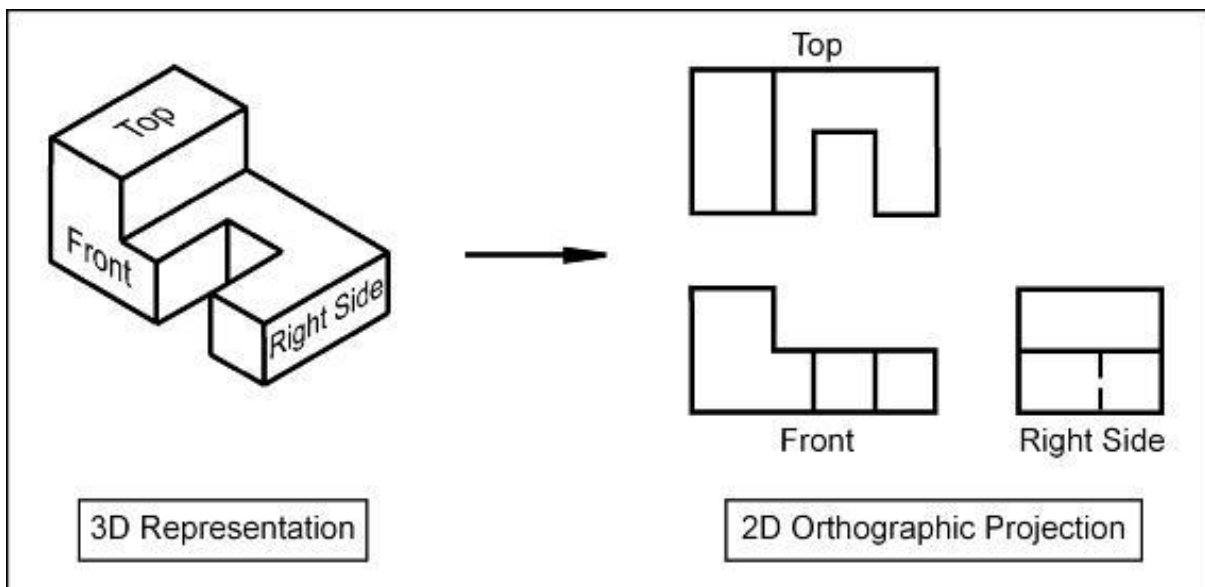 Top
Front
Right Side
3D Representation
Top
Front
Right Side
2D Orthographic Projection